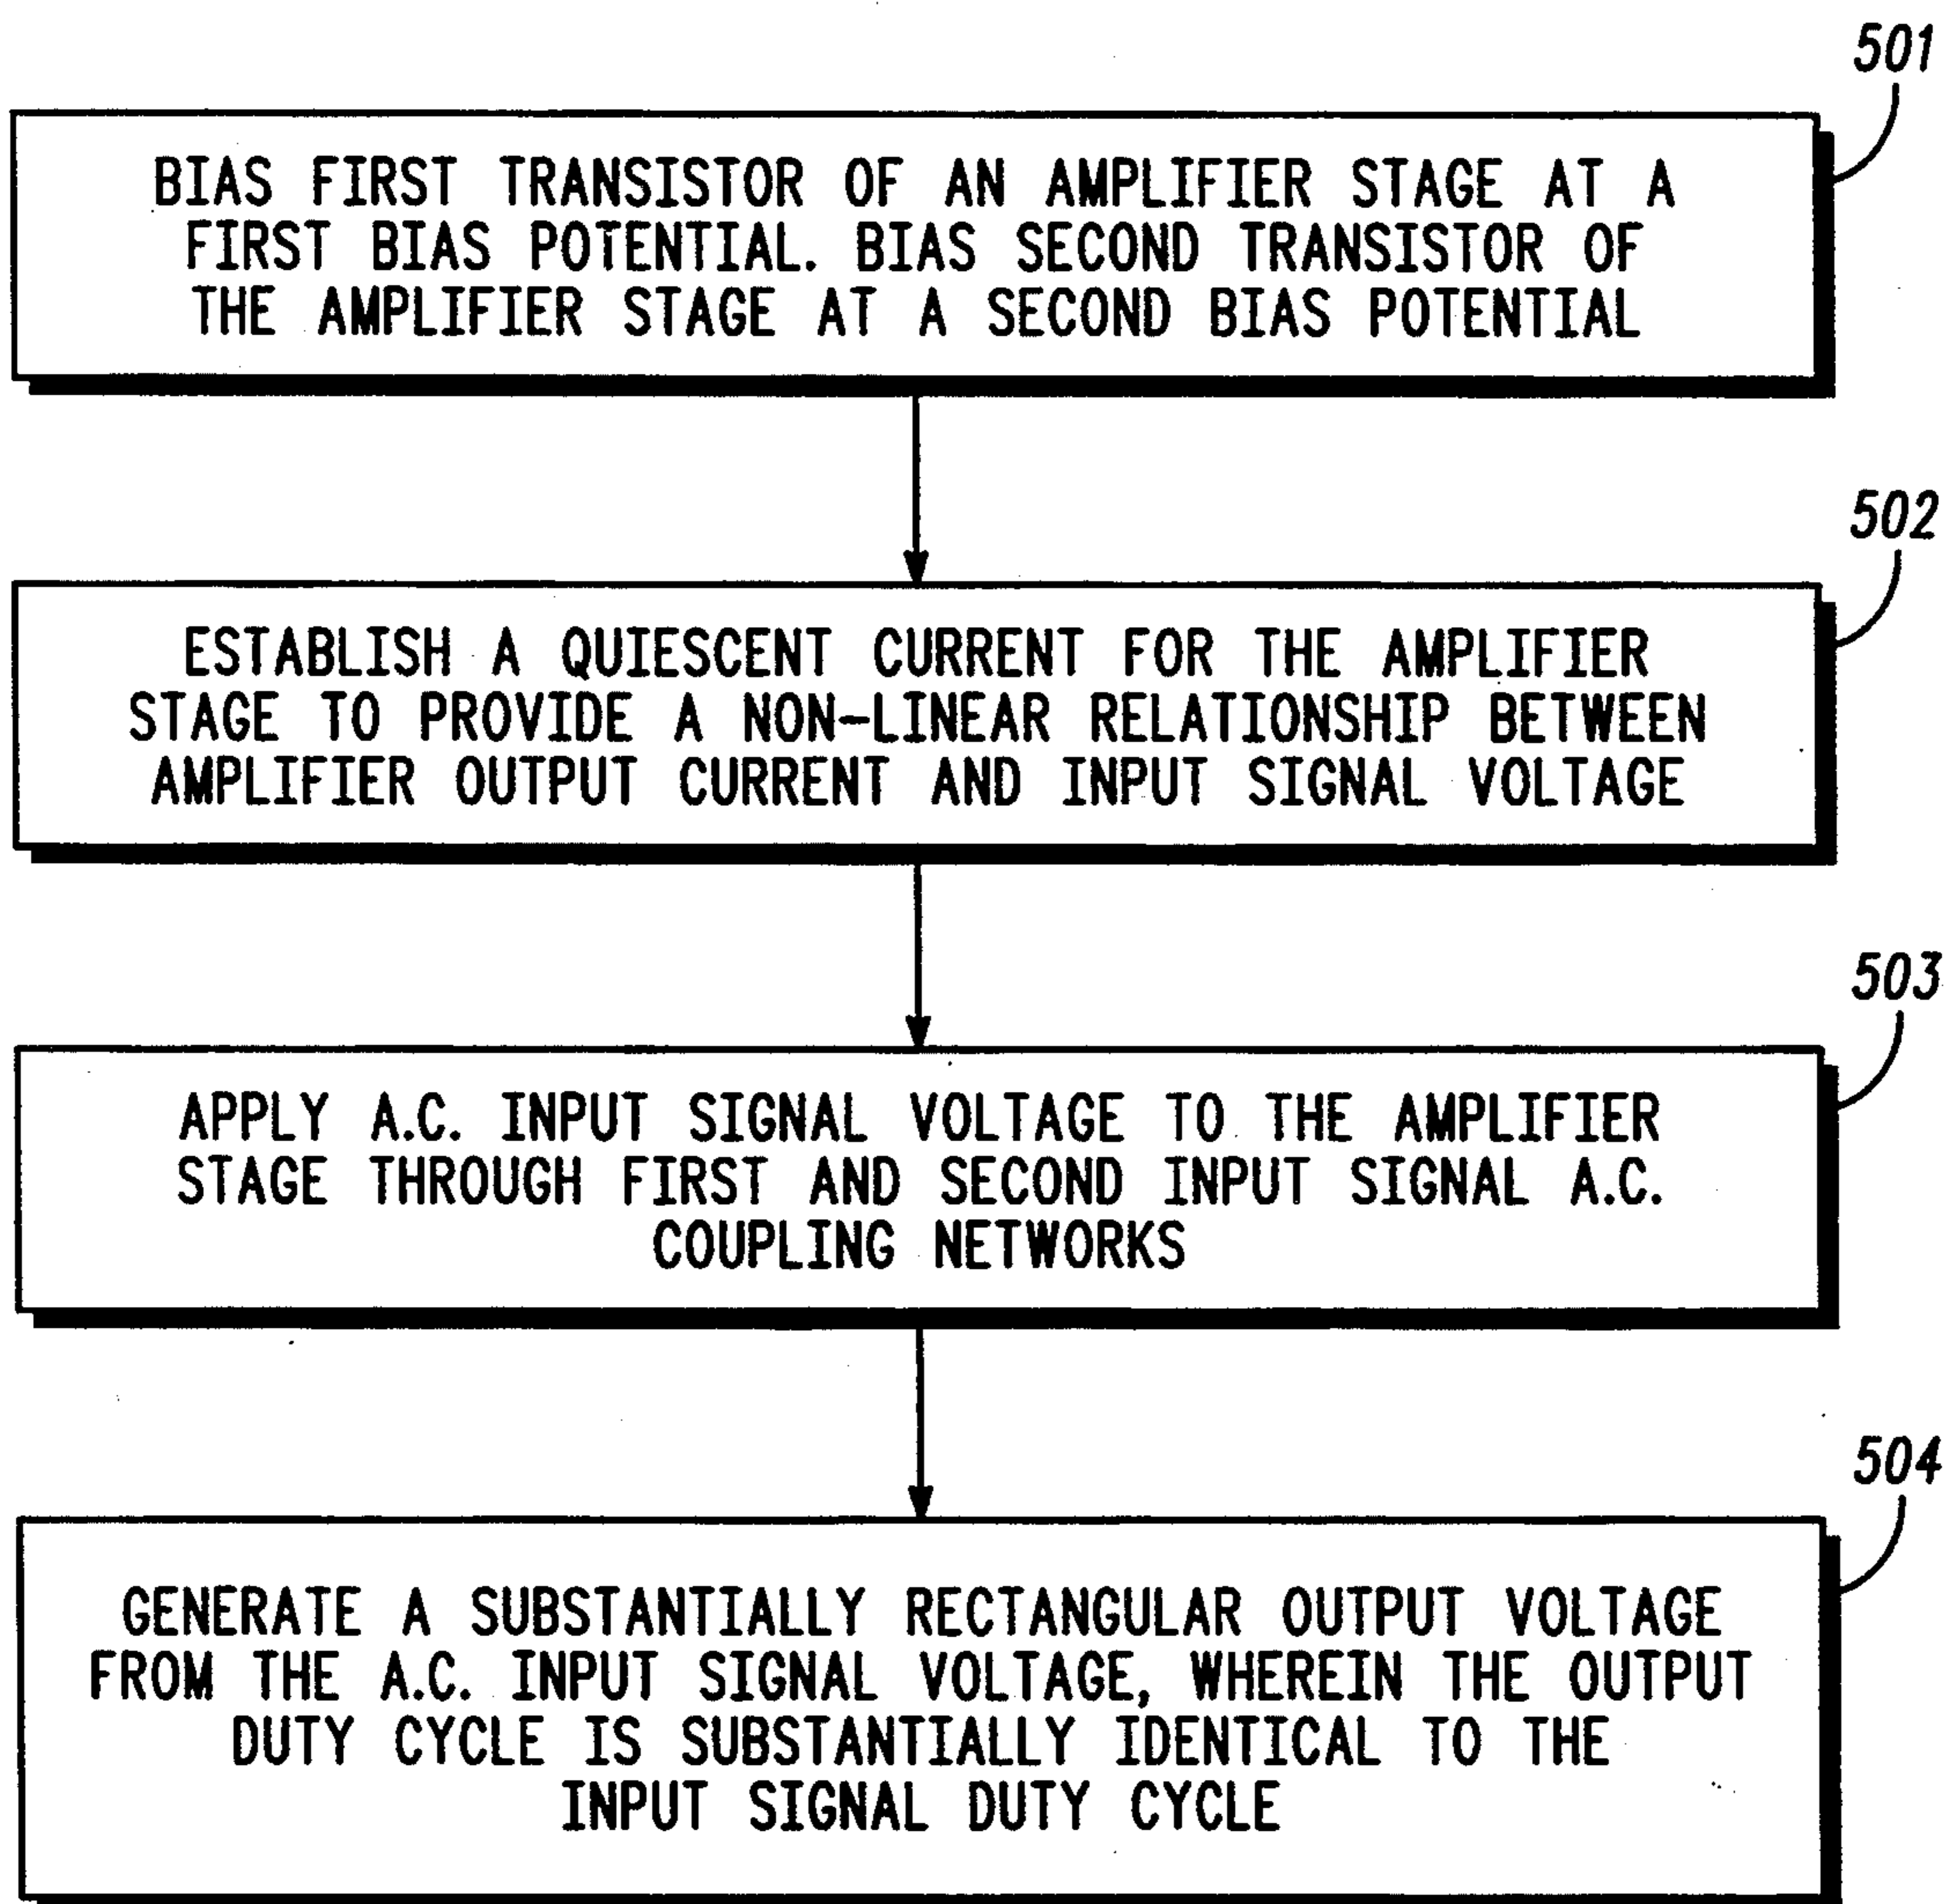 501
BIAS FIRST TRANSISTOR OF AN AMPLIFIER STAGE AT A
FIRST BIAS POTENTIAL. BIAS SECOND TRANSISTOR OF
THE AMPLIFIER STAGE AT A SECOND BIAS POTENTIAL
502
ESTABLISH A QUIESCENT CURRENT FOR THE AMPLIFIER
STAGE TO PROVIDE A NON-LINEAR RELATIONSHIP BETWEEN
AMPLIFIER OUTPUT CURRENT AND INPUT SIGNAL VOLTAGE
503
APPLY A.C. INPUT SIGNAL VOLTAGE TO THE AMPLIFIER
STAGE THROUGH FIRST AND SECOND INPUT SIGNAL A.C.
COUPLING NETWORKS
504
GENERATE A SUBSTANTIALLY RECTANGULAR OUTPUT VOLTAGE
FROM THE A.C. INPUT SIGNAL VOLTAGE, WHEREIN THE OUTPUT
DUTY CYCLE IS SUBSTANTIALLY IDENTICAL TO THE
INPUT SIGNAL DUTY CYCLE